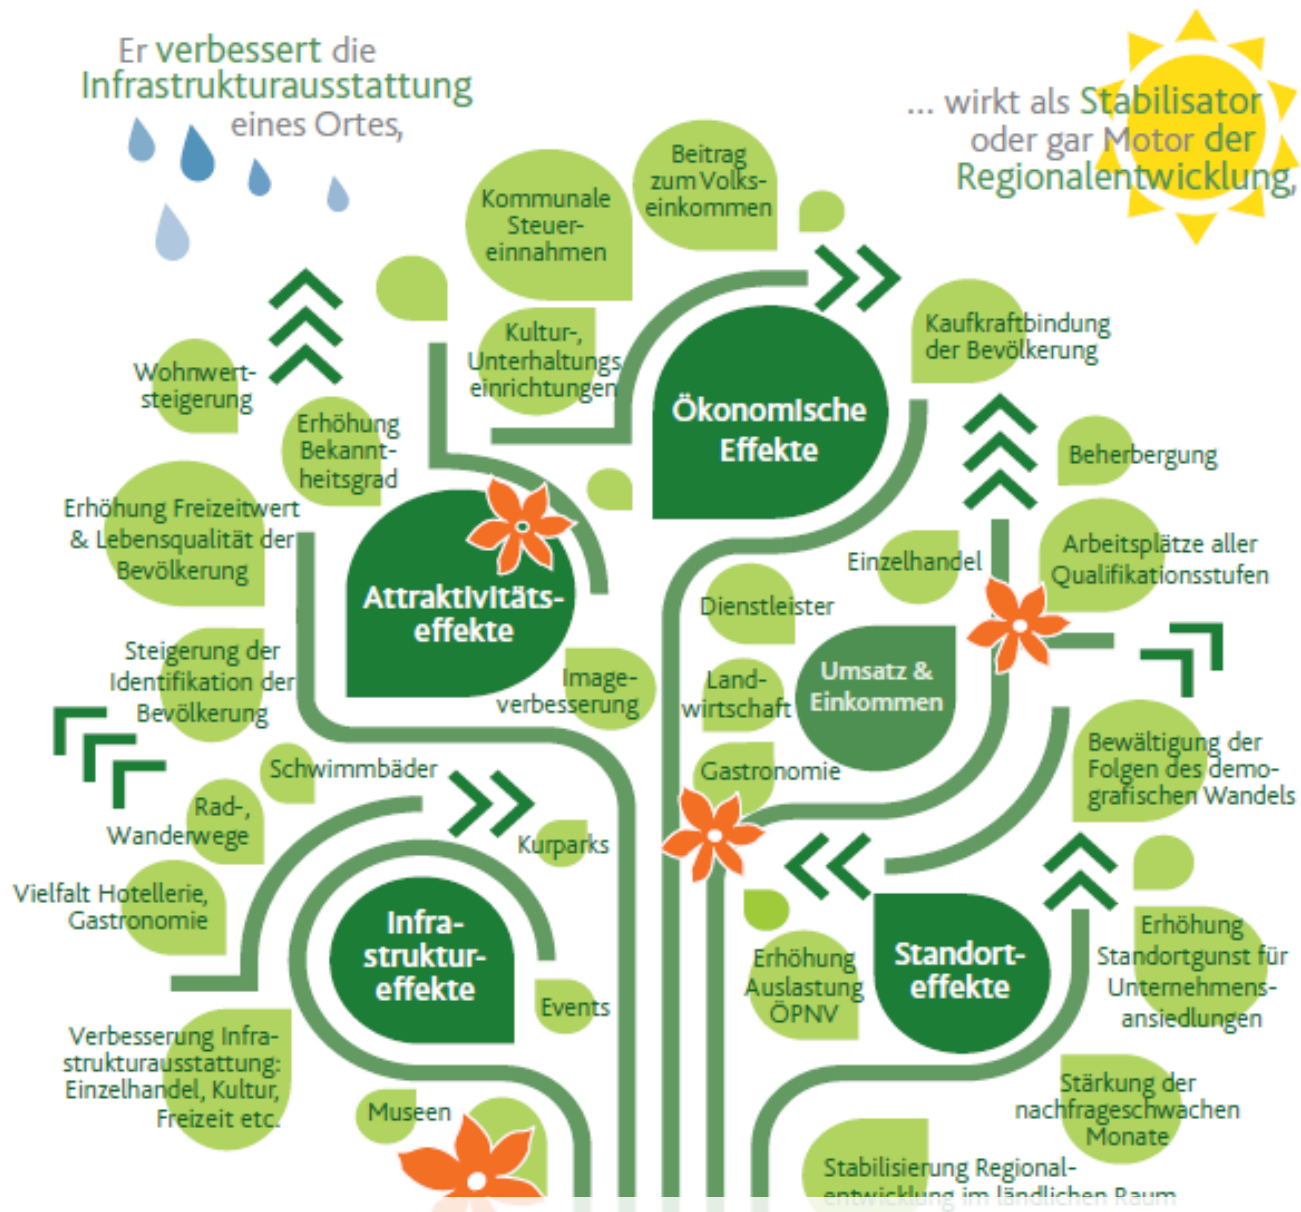 Er verbessert die
Infrastrukturausstattung
eines Ortes,
... wirkt als Stabilisator
oder gar Motor der
Regionalentwicklung,
Beitrag
zum Volks-
einkommen
Kommunale
Steuer-
einnahmen
Kultur-,
Unterhaltungs
einrichtungen
Kaufkraftbindung
der Bevölkerung
Ökonomische
Effekte
Wohnwert-
steigerung
Erhöhung
Bekannt-
heitsgrad
Beherbergung
Erhöhung Freizeitwert
& Lebensqualität der
Bevölkerung
Einzelhandel
Arbeitsplätze aller
Qualifikationsstufen
Attraktivitäts-
effekte
Dienstleister
Steigerung der
Identifikation der
Bevölkerung
Image-
verbesserung
Land-
wirtschaft
Umsatz &
Einkommen
Gastronomie
Bewältigung der
Folgen des demo-
grafischen Wandels
Schwimmbäder
Rad-,
Wanderwege
Kurparks
Vielfalt Hotellerie,
Gastronomie
Infra-
struktur-
effekte
Events
Erhöhung
Auslastung
ÖPNV
Standort-
effekte
Erhöhung
Standortgunst für
Unternehmens-
ansiedlungen
Verbesserung Infra-
strukturausstattung:
Einzelhandel, Kultur,
Freizeit etc.
Museen
Stärkung der
nachfrageschwachen
Monate
Stabilisierung Regional-
entwicklung im ländlichen Raum